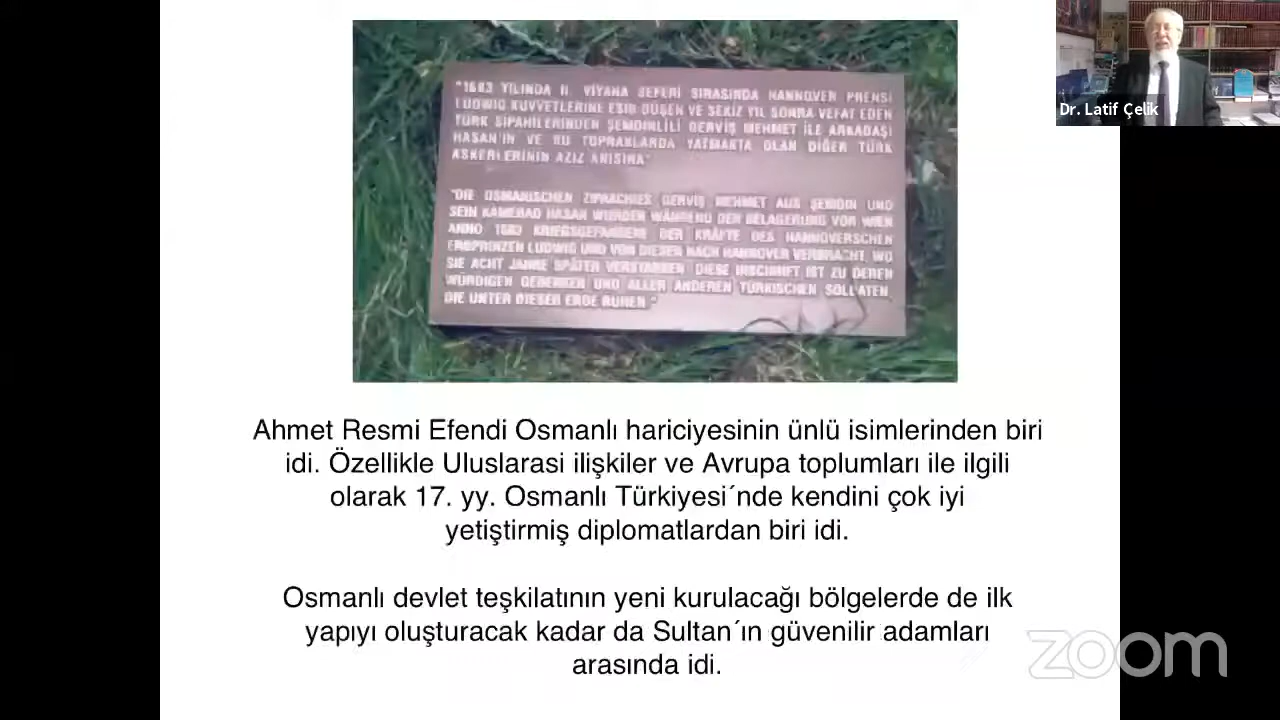 "1683 YILINDA II. VİYANA SEFERİ SIRASINDA HANNOVER PRENSİ
LUDWIG KUVVETLERİNE ESİR DÜŞEN VE SEKİZ YIL SONRA VEFAT EDEN
TÜRK SİPAHİLERİNDEN ŞEMDİNLİLİ DERVİŞ MEHMET İLE ARKADAŞI
HASAN'IN VE BU TOPRAKLARDA YATMAKTA OLAN DİĞER TÜRK
ASKERLERİNİN AZİZ ANISINA"
"DIE OSMANISCHEN DERVİŞ MEHMET AUS ŞEMDİN UND
SEIN KAMERAD HASAN WURDEN WÄHREND DER BELAGERUNG VOR WIEN
ANNO 1683 KRIEGSGEFANGENE DER KRÄFTE DES HANNOVERSCHEN
ERBPRINZEN LUDWIG UND VON DIESEM NACH HANNOVER VERBRACHT, WO
SIE ACHT JAHRE SPÄTER VERSTARBEN. DIESE INSCHRIFT IST ZU DEREN
WÜRDIGEN GEDENKEN UND ALLER ANDEREN TÜRKISCHEN SOLDATEN,
DIE UNTER DIESER ERDE RUHEN."
Dr. Latif Çelik
Ahmet Resmi Efendi Osmanlı hariciyesinin ünlü isimlerinden biri
idi. Özellikle Uluslarasi ilişkiler ve Avrupa toplumları ile ilgili
olarak 17. yy. Osmanlı Türkiyesi´nde kendini çok iyi
yetiştirmiş diplomatlardan biri idi.
Osmanlı devlet teşkilatının yeni kurulacağı bölgelerde de ilk
yapıyı oluşturacak kadar da Sultan´ın güvenilir adamları
arasında idi.
zoom